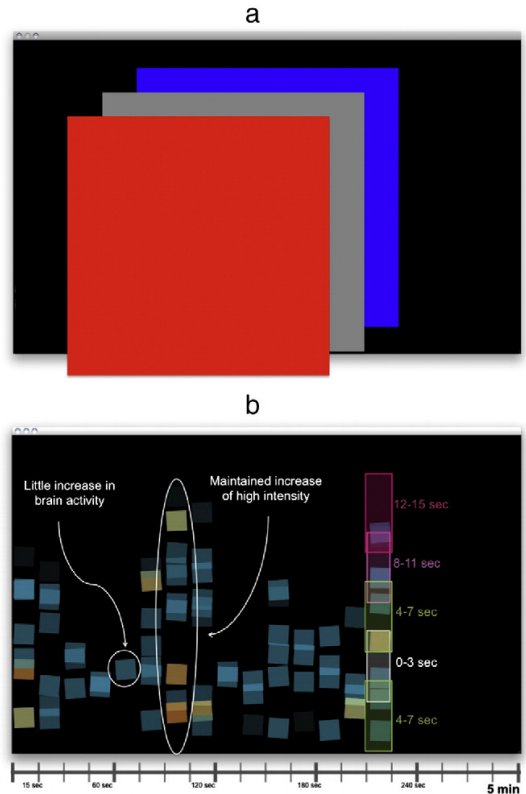 a
b
Little increase in
brain activity
Maintained increase
of high intensity
12-15 sec
8-11 sec
4-7 sec
0-3 sec
4-7 sec
15 sec
60 sec
120 sec
180 sec
240 sec
5 min